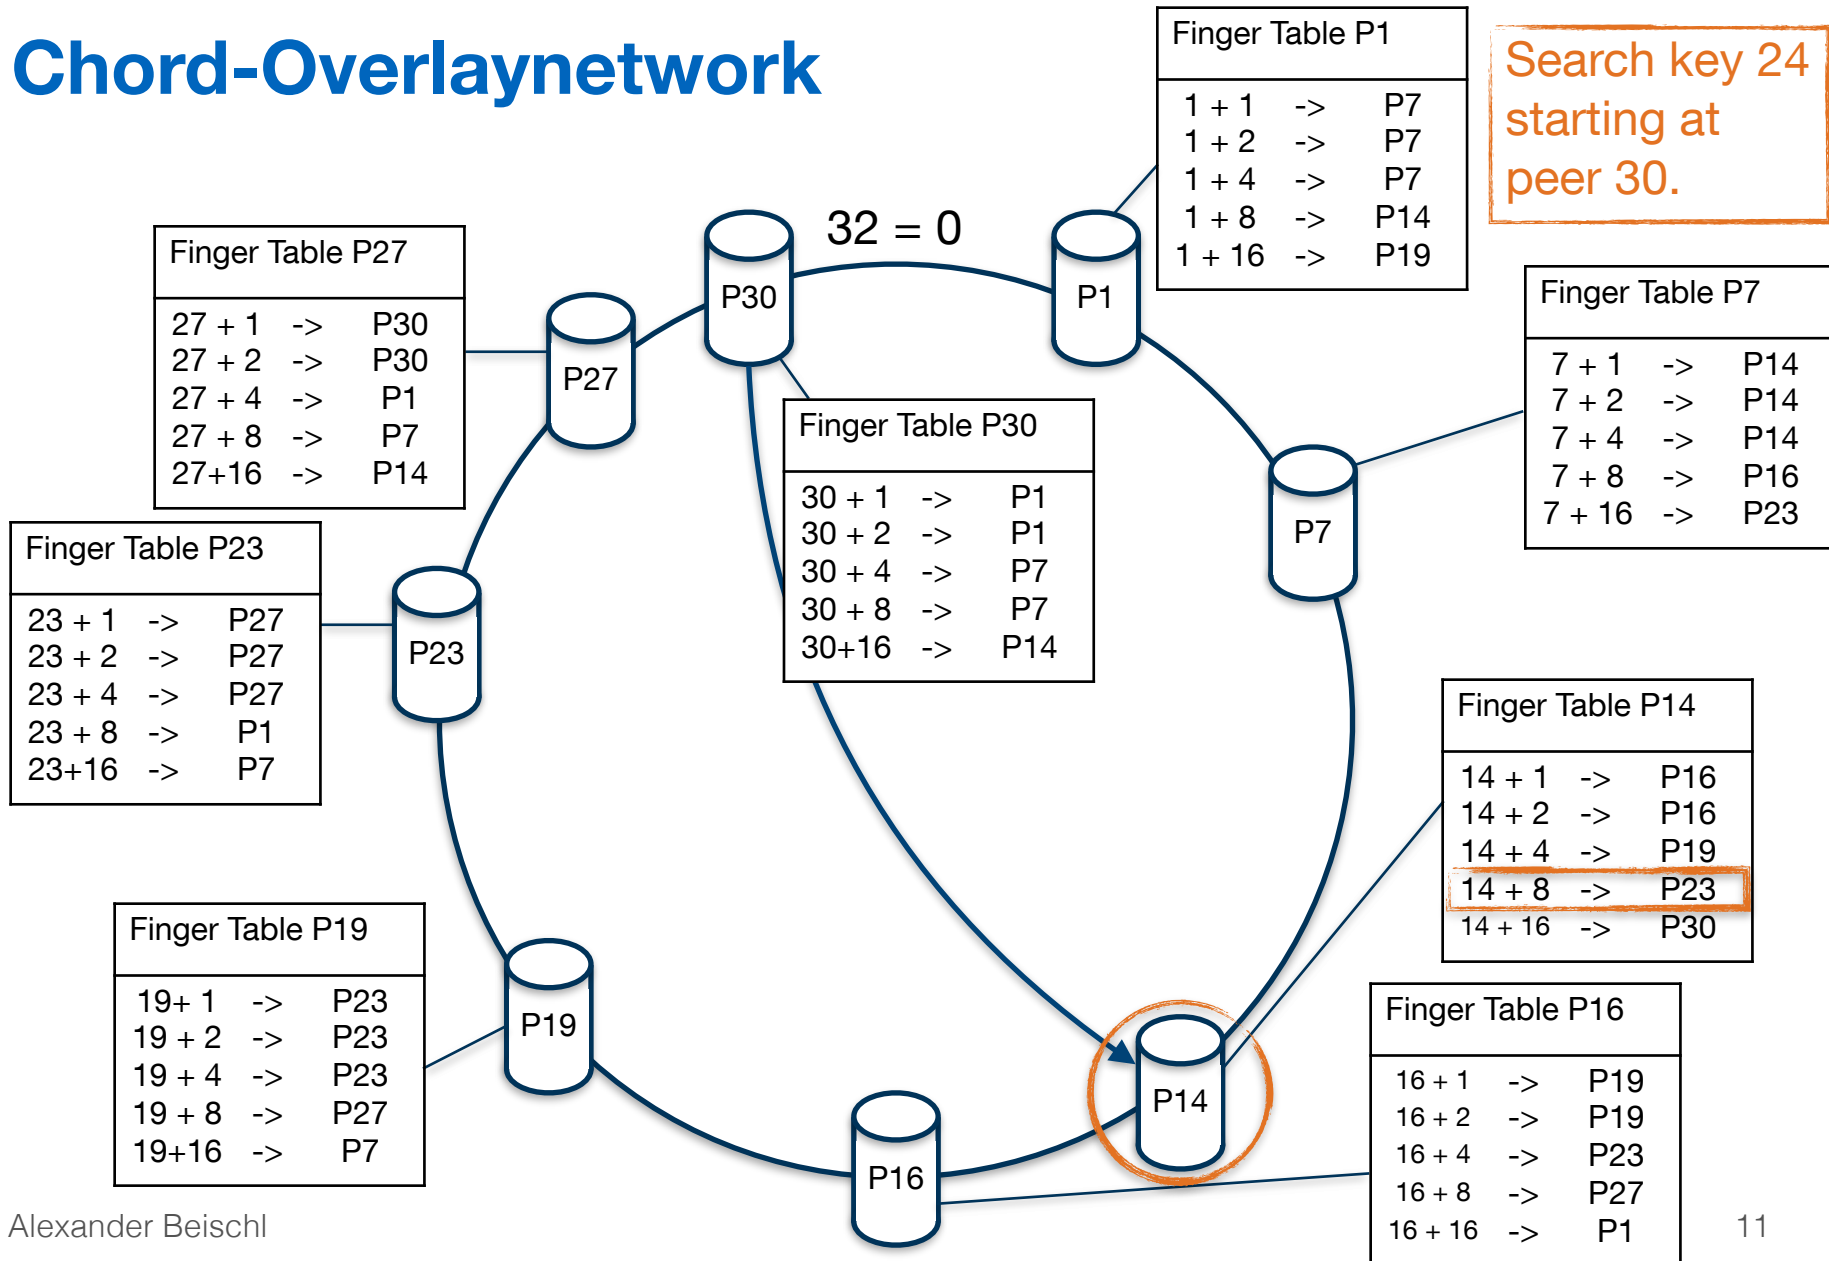 Chord-Overlaynetwork
Search key 24
starting at
peer 30.
Finger Table P1
1 + 1 -> P7
1 + 2 -> P7
1 + 4 -> P7
1 + 8 -> P14
1 + 16 -> P19
32 = 0
Finger Table P27
27 + 1 -> P30
27 + 2 -> P30
27 + 4 -> P1
27 + 8 -> P7
27+16 -> P14
P30
P1
P27
Finger Table P7
7 + 1 -> P14
7 + 2 -> P14
7 + 4 -> P14
7 + 8 -> P16
7 + 16 -> P23
Finger Table P30
30 + 1 -> P1
30 + 2 -> P1
30 + 4 -> P7
30 + 8 -> P7
30+16 -> P14
P7
Finger Table P23
23 + 1 -> P27
23 + 2 -> P27
23 + 4 -> P27
23 + 8 -> P1
23+16 -> P7
P23
Finger Table P14
14 + 1 -> P16
14 + 2 -> P16
14 + 4 -> P19
14 + 8 -> P23
14 + 16 -> P30
Finger Table P19
19+ 1 -> P23
19 + 2 -> P23
19 + 4 -> P23
19 + 8 -> P27
19+16 -> P7
P19
P14
P16
Finger Table P16
16 + 1 -> P19
16 + 2 -> P19
16 + 4 -> P23
16 + 8 -> P27
16 + 16 -> P1
Alexander Beischl
11